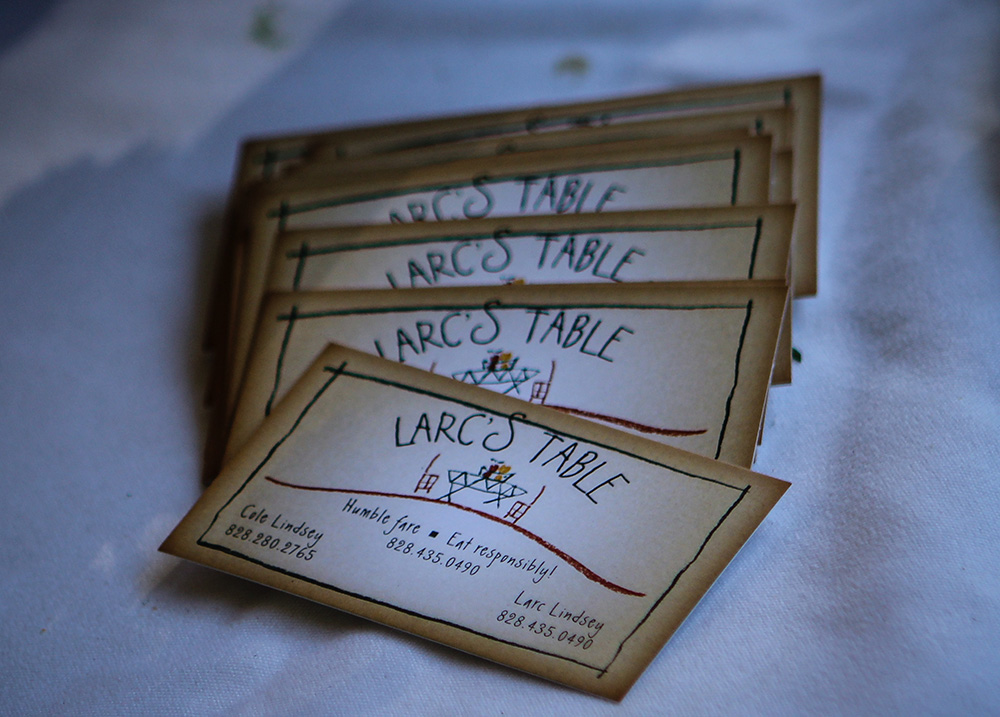 LARC'S TABLE
LARC'S TABLE
LARC'S TABLE
LARC'S TABLE
Humble fare ▪ Eat responsibly!
828.435.0490
Cole Lindsey
828.280.2765
Larc Lindsey
828.435.0490